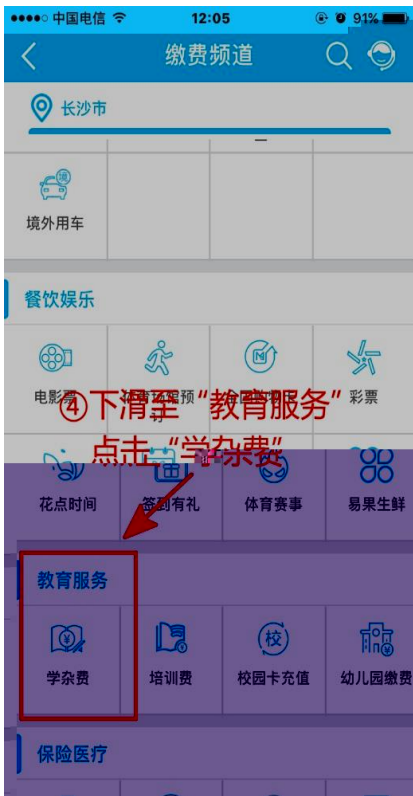 中国电信 12:05 91%
缴费频道
长沙市
境外用车
餐饮娱乐
④下滑至“教育服务”
电影票 彩票
点击“学杂费”
花点时间 签到有礼 体育赛事 易果生鲜
教育服务
学杂费 培训费 校园卡充值 幼儿园缴费
保险医疗